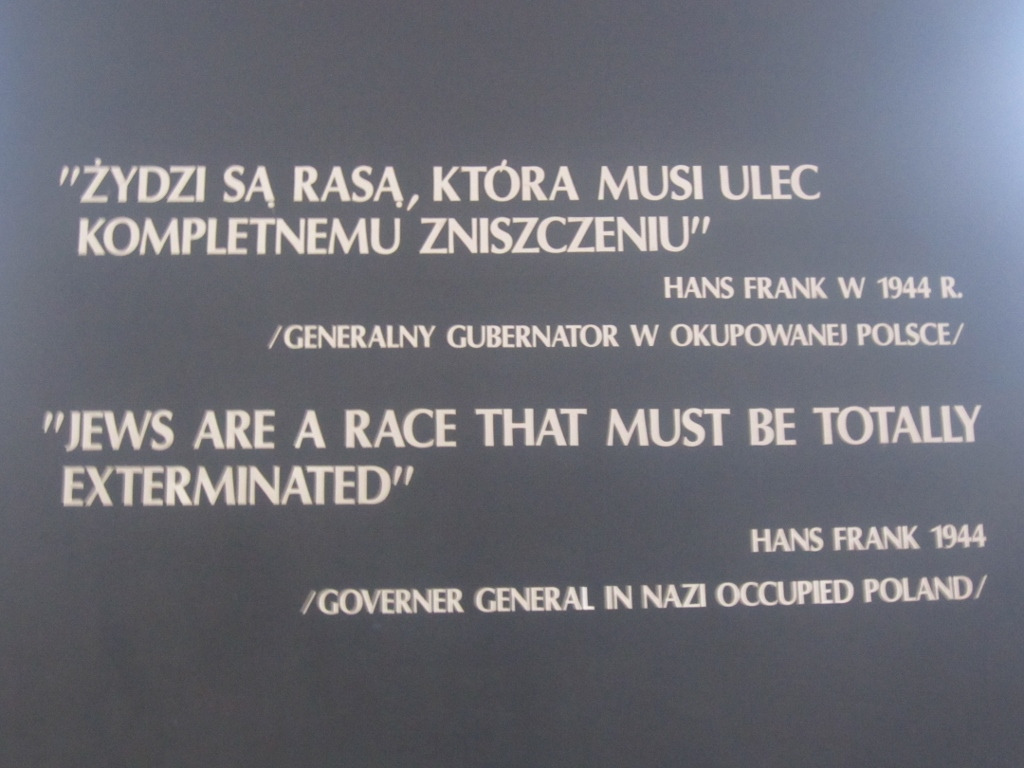 "ŻYDZI SĄ RASĄ, KTÓRA MUSI ULEC
KOMPLETNEMU ZNISZCZENIU"
HANS FRANK W 1944 R.
/GENERALNY GUBERNATOR W OKUPOWANEJ POLSCE/
"JEWS ARE A RACE THAT MUST BE TOTALLY
EXTERMINATED"
HANS FRANK 1944
/GOVERNER GENERAL IN NAZI OCCUPIED POLAND/